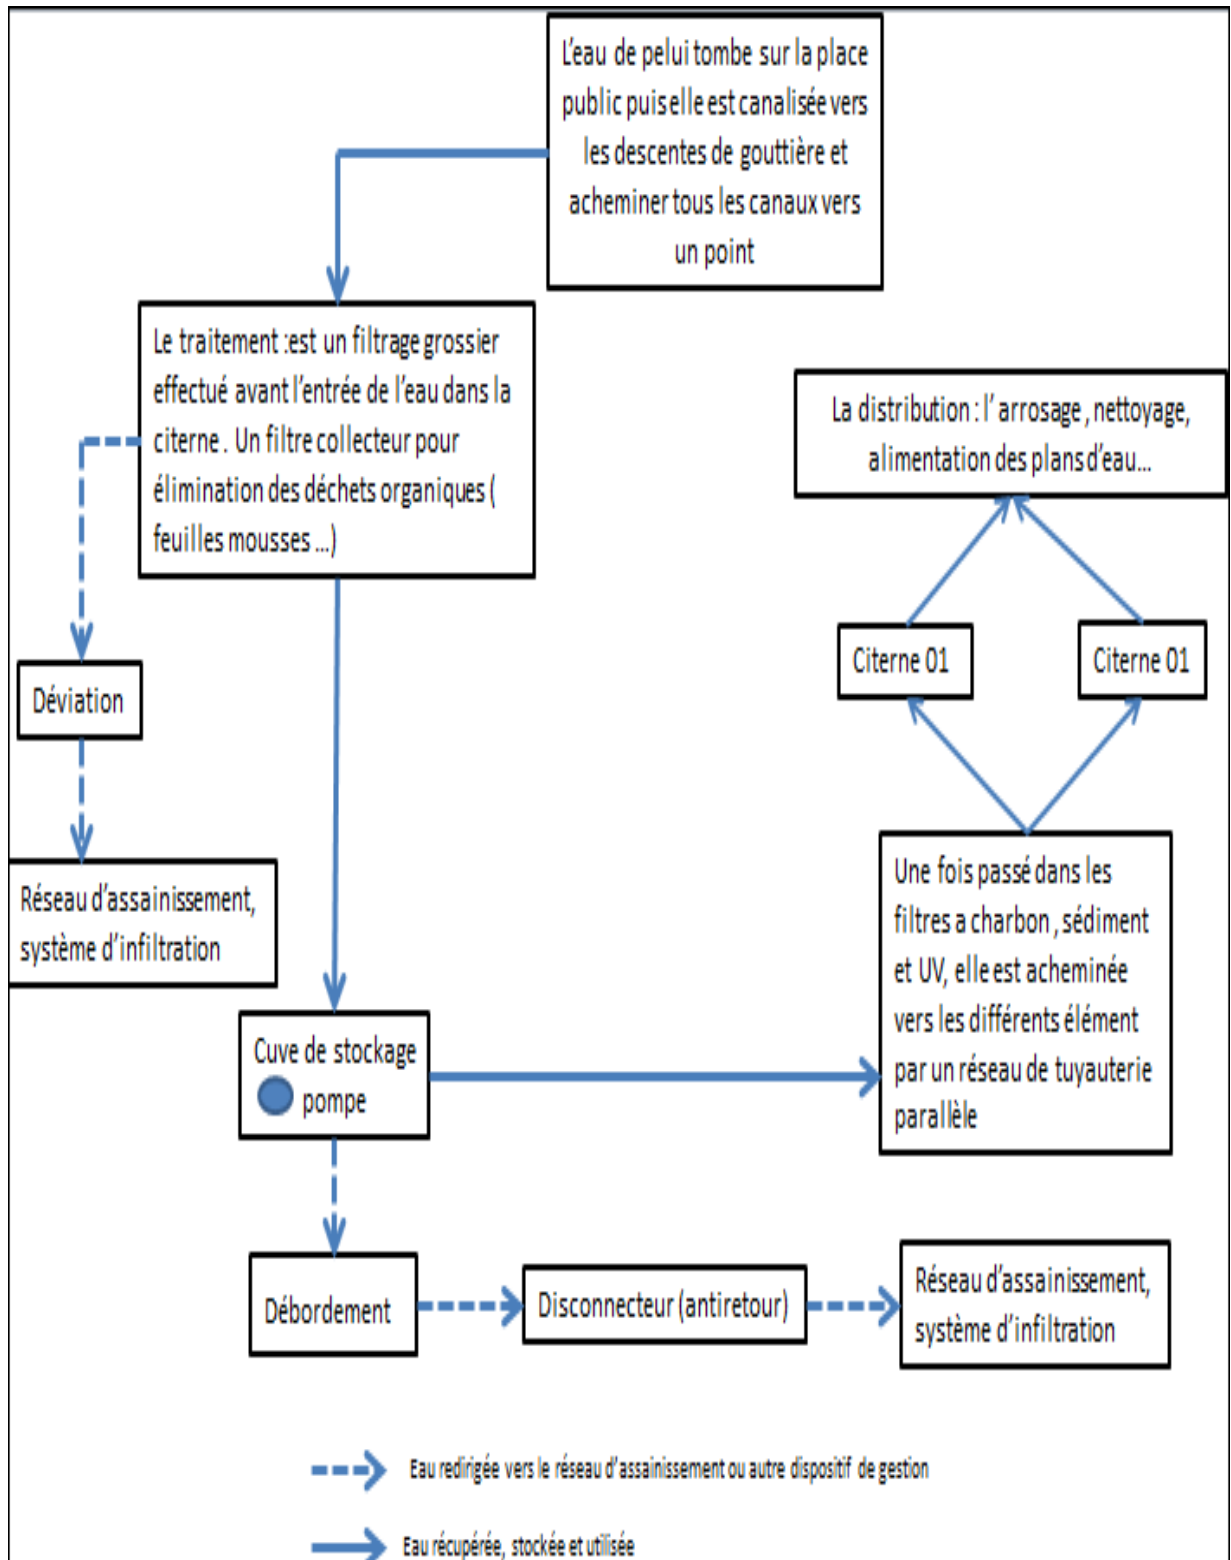 L'eau de pelui tombe sur la place
public puis elle est canalisée vers
les descentes de gouttière et
acheminer tous les canaux vers
un point
Le traitement :est un filtrage grossier
effectué avant l'entrée de l'eau dans la
citerne . Un filtre collecteur pour
élimination des déchets organiques (
feuilles mousses ...)
La distribution : l' arrosage , nettoyage,
alimentation des plans d'eau...
Citerne 01
Citerne 01
Déviation
Réseau d'assainissement,
système d'infiltration
Une fois passé dans les
filtres a charbon , sédiment
et UV, elle est acheminée
vers les différents élément
par un réseau de tuyauterie
parallèle
Cuve de stockage
pompe
Débordement
Disconnecteur (antiretour)
Réseau d'assainissement,
système d'infiltration
Eau redirigée vers le réseau d'assainissement ou autre dispositif de gestion
Eau récupérée, stockée et utilisée